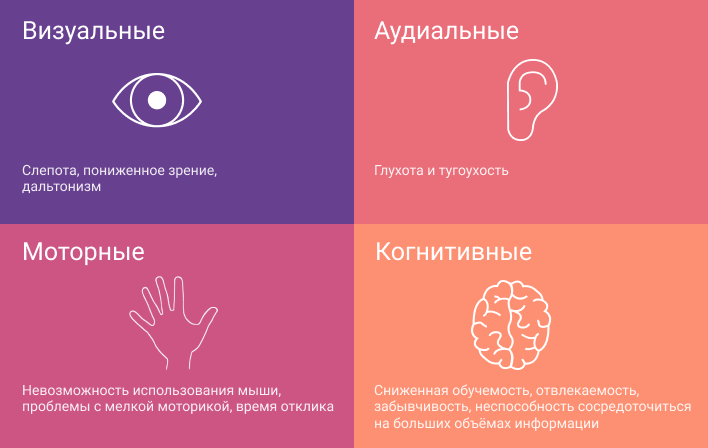 Визуальные
Слепота, пониженное зрение,
дальтонизм
Аудиальные
Глухота и тугоухость
Моторные
Невозможность использования мыши,
проблемы с мелкой моторикой, время отклика
Когнитивные
Сниженная обучемость, отвлекаемость,
забывчивость, неспособность сосредоточиться
на больших объёмах информации